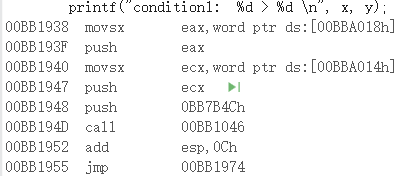 printf("condition1:  %d > %d \n", x, y);
00BB1938  movsx       eax,word ptr ds:[00BBA018h]
00BB193F  push        eax
00BB1940  movsx       ecx,word ptr ds:[00BBA014h]
00BB1947  push        ecx
00BB1948  push        0BB7B4Ch
00BB194D  call        00BB1046
00BB1952  add         esp,0Ch
00BB1955  jmp         00BB1974